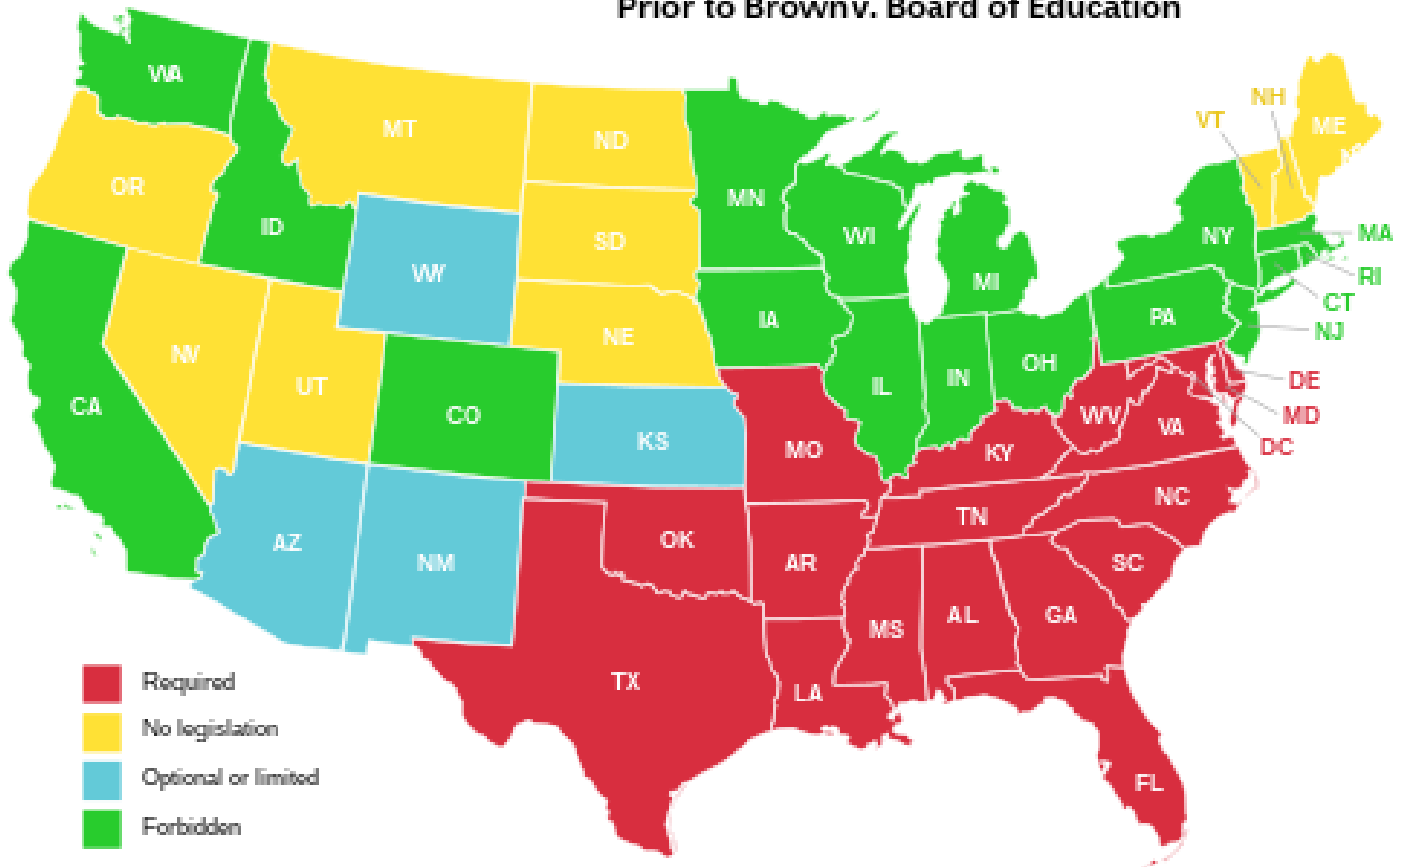 Prior to Brown v. Board of Education
WA
MT
ND
OR
ID
WY
SD
MN
WI
MI
NY
VT
NH
ME
MA
RI
CT
NJ
PA
IA
NE
NV
UT
CO
CA
KS
IL
IN
OH
DE
MD
DC
WV
VA
KY
MO
AZ
NM
OK
AR
TN
NC
SC
MS
AL
GA
TX
LA
FL
Required
No legislation
Optional or limited
Forbidden